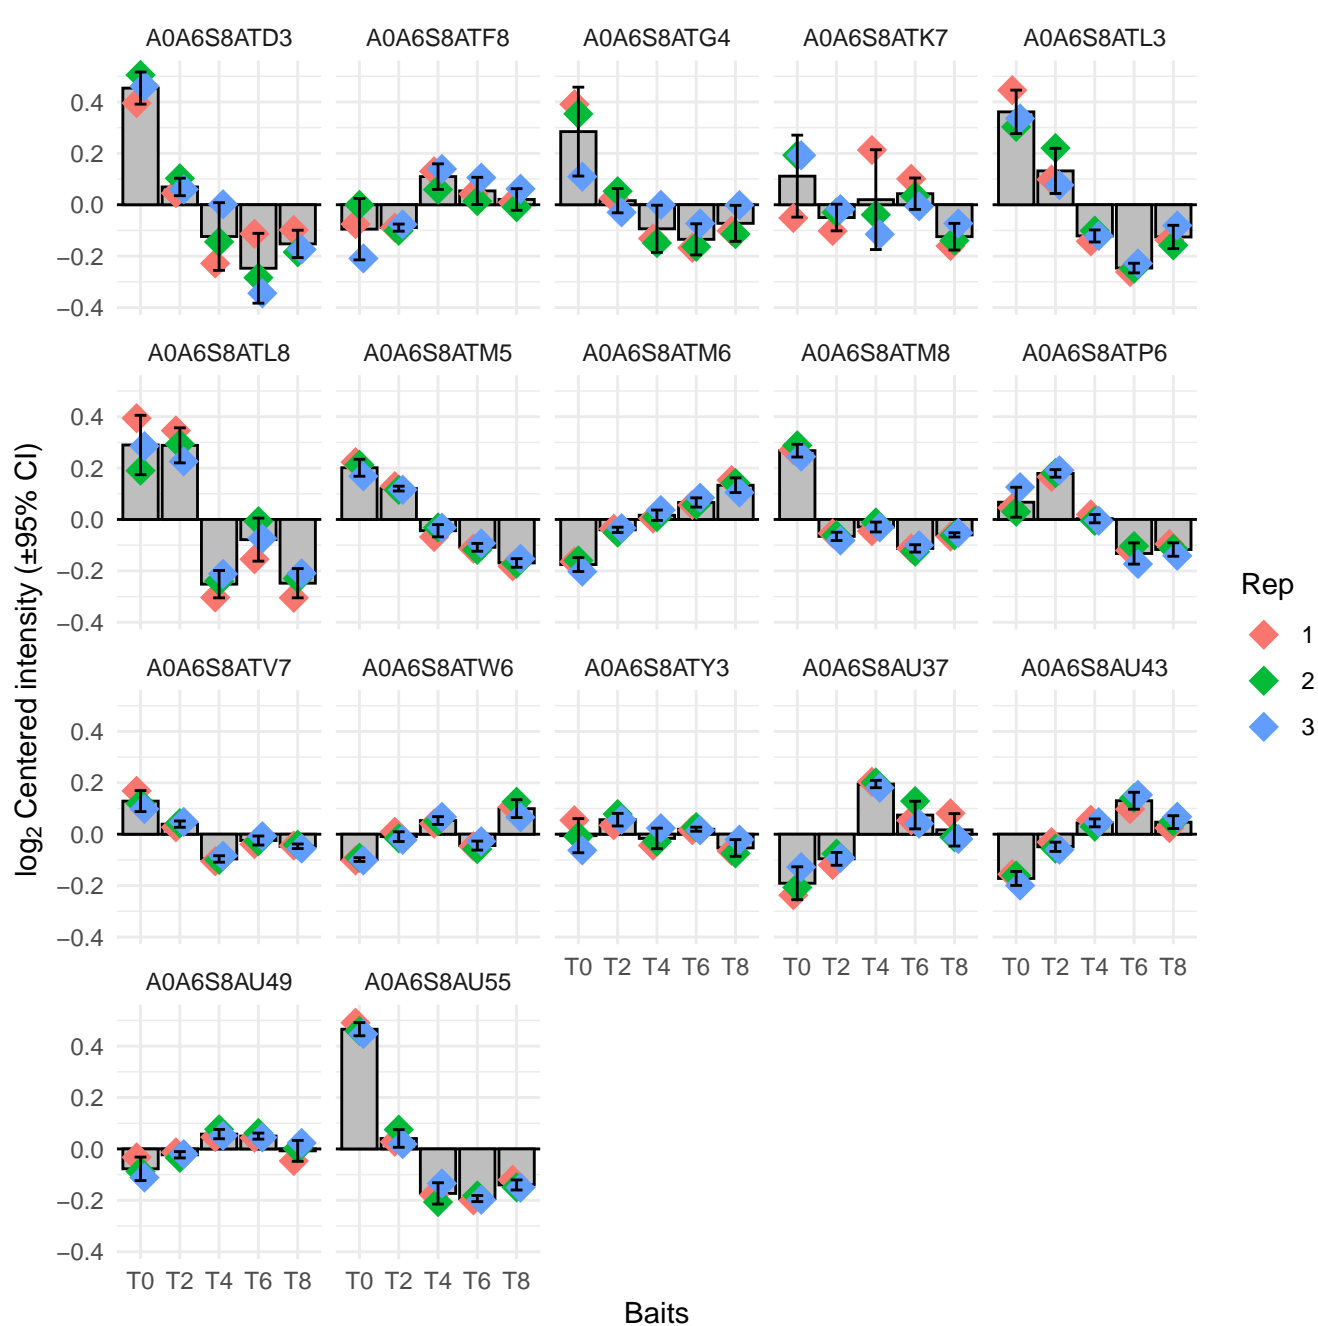 A0A6S8ATD3 A0A6S8ATF8 A0A6S8ATG4 A0A6S8ATK7 A0A6S8ATL3
0.4
0.2
0.0
−0.2
−0.4
A0A6S8ATL8 A0A6S8ATM5 A0A6S8ATM6 A0A6S8ATM8 A0A6S8ATP6
0.4
0.2
0.0
−0.2
−0.4
log2 Centered intensity (±95% CI)
Rep
1
2
3
A0A6S8ATV7 A0A6S8ATW6 A0A6S8ATY3 A0A6S8AU37 A0A6S8AU43
0.4
0.2
0.0
−0.2
−0.4
T0 T2 T4 T6 T8 T0 T2 T4 T6 T8 T0 T2 T4 T6 T8
A0A6S8AU49 A0A6S8AU55
0.4
0.2
0.0
−0.2
−0.4
T0 T2 T4 T6 T8 T0 T2 T4 T6 T8
Baits